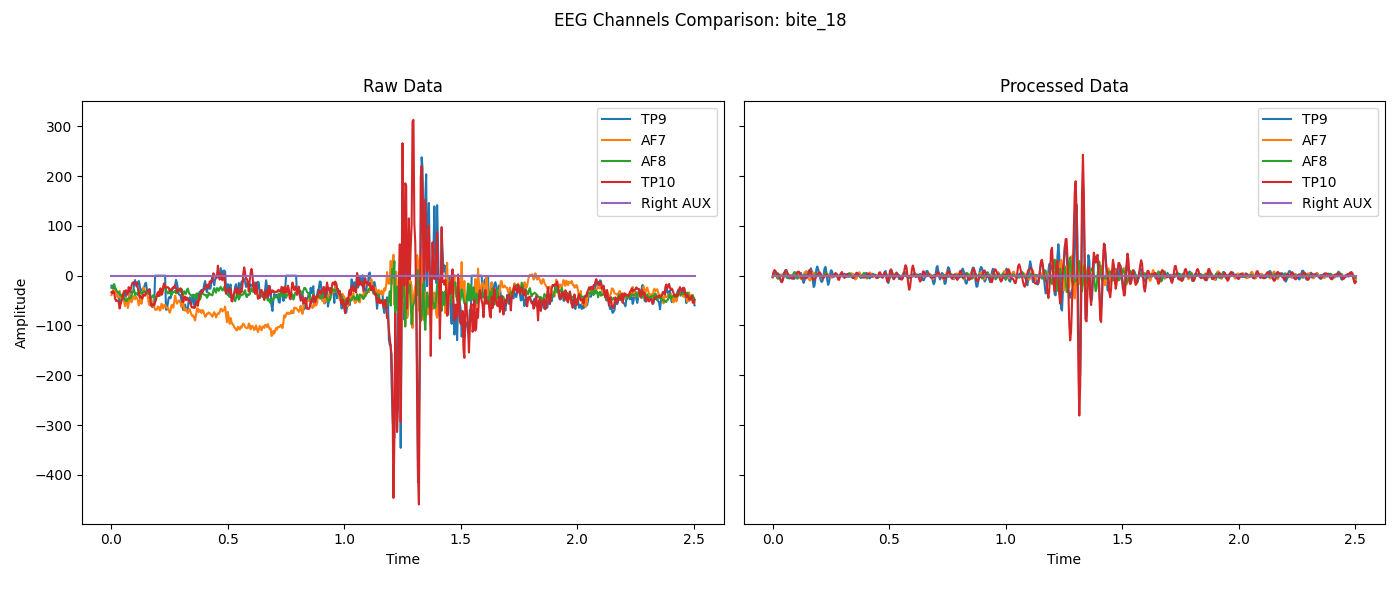 EEG Channels Comparison: bite_18
Raw Data
Processed Data
TP9
AF7
AF8
TP10
Right AUX
TP9
AF7
AF8
TP10
Right AUX
Amplitude
300
200
100
0
−100
−200
−300
−400
0.0 0.5 1.0 1.5 2.0 2.5
0.0 0.5 1.0 1.5 2.0 2.5
Time
Time